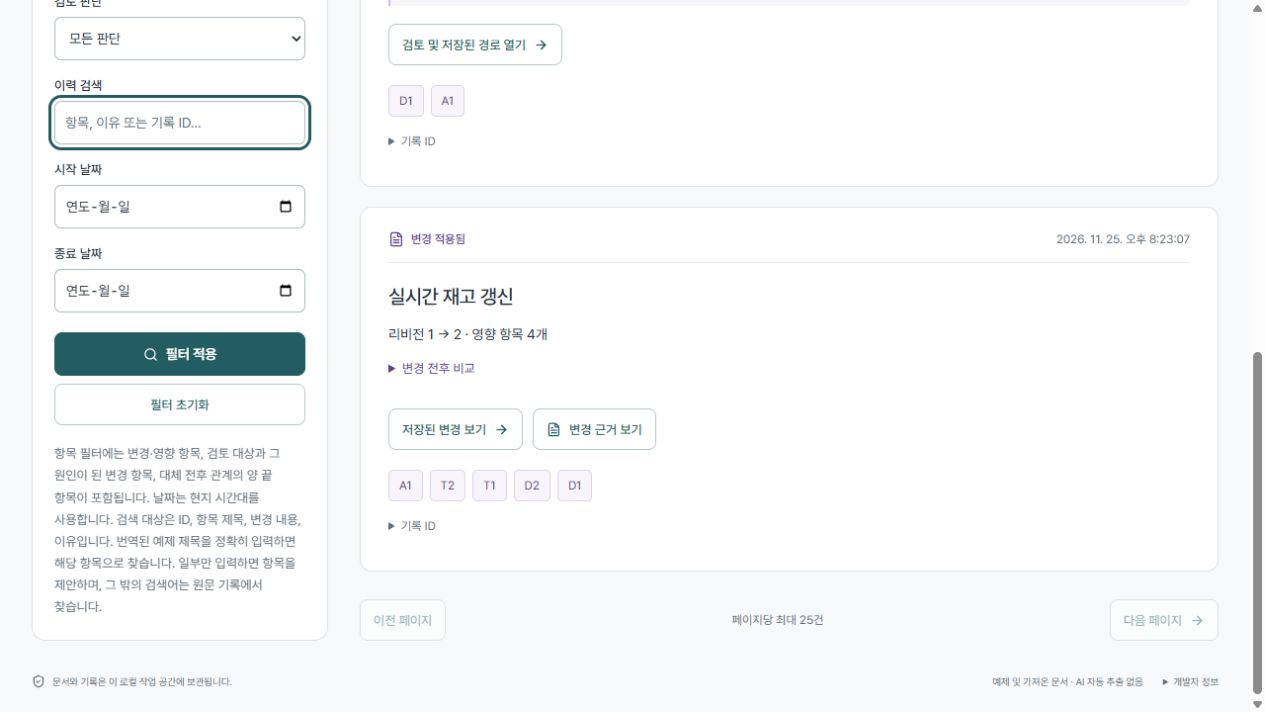 검토 판단
모든 판단
이력 검색
항목, 이유 또는 기록 ID...
시작 날짜
연도-월-일
종료 날짜
연도-월-일
필터 적용
필터 초기화
항목 필터에는 변경·영향 항목, 검토 대상과 그
원인이 된 변경 항목, 대체 전후 관계의 양 끝
항목이 포함됩니다. 날짜는 현지 시간대를
사용합니다. 검색 대상은 ID, 항목 제목, 변경 내용,
이유입니다. 번역된 예제 제목을 정확히 입력하면
해당 항목으로 찾습니다. 일부만 입력하면 항목을
제안하며, 그 밖의 검색어는 원문 기록에서
찾습니다.
검토 및 저장된 경로 열기 →
D1 A1
▶ 기록 ID
변경 적용됨
2026. 11. 25. 오후 8:23:07
실시간 재고 갱신
리비전 1 → 2 · 영향 항목 4개
▶ 변경 전후 비교
저장된 변경 보기 →
변경 근거 보기
A1 T2 T1 D2 D1
▶ 기록 ID
이전 페이지
페이지당 최대 25건
다음 페이지 →
문서와 기록은 이 로컬 작업 공간에 보관됩니다.
예제 및 가져온 문서 · AI 자동 추출 없음
▶ 개발자 정보